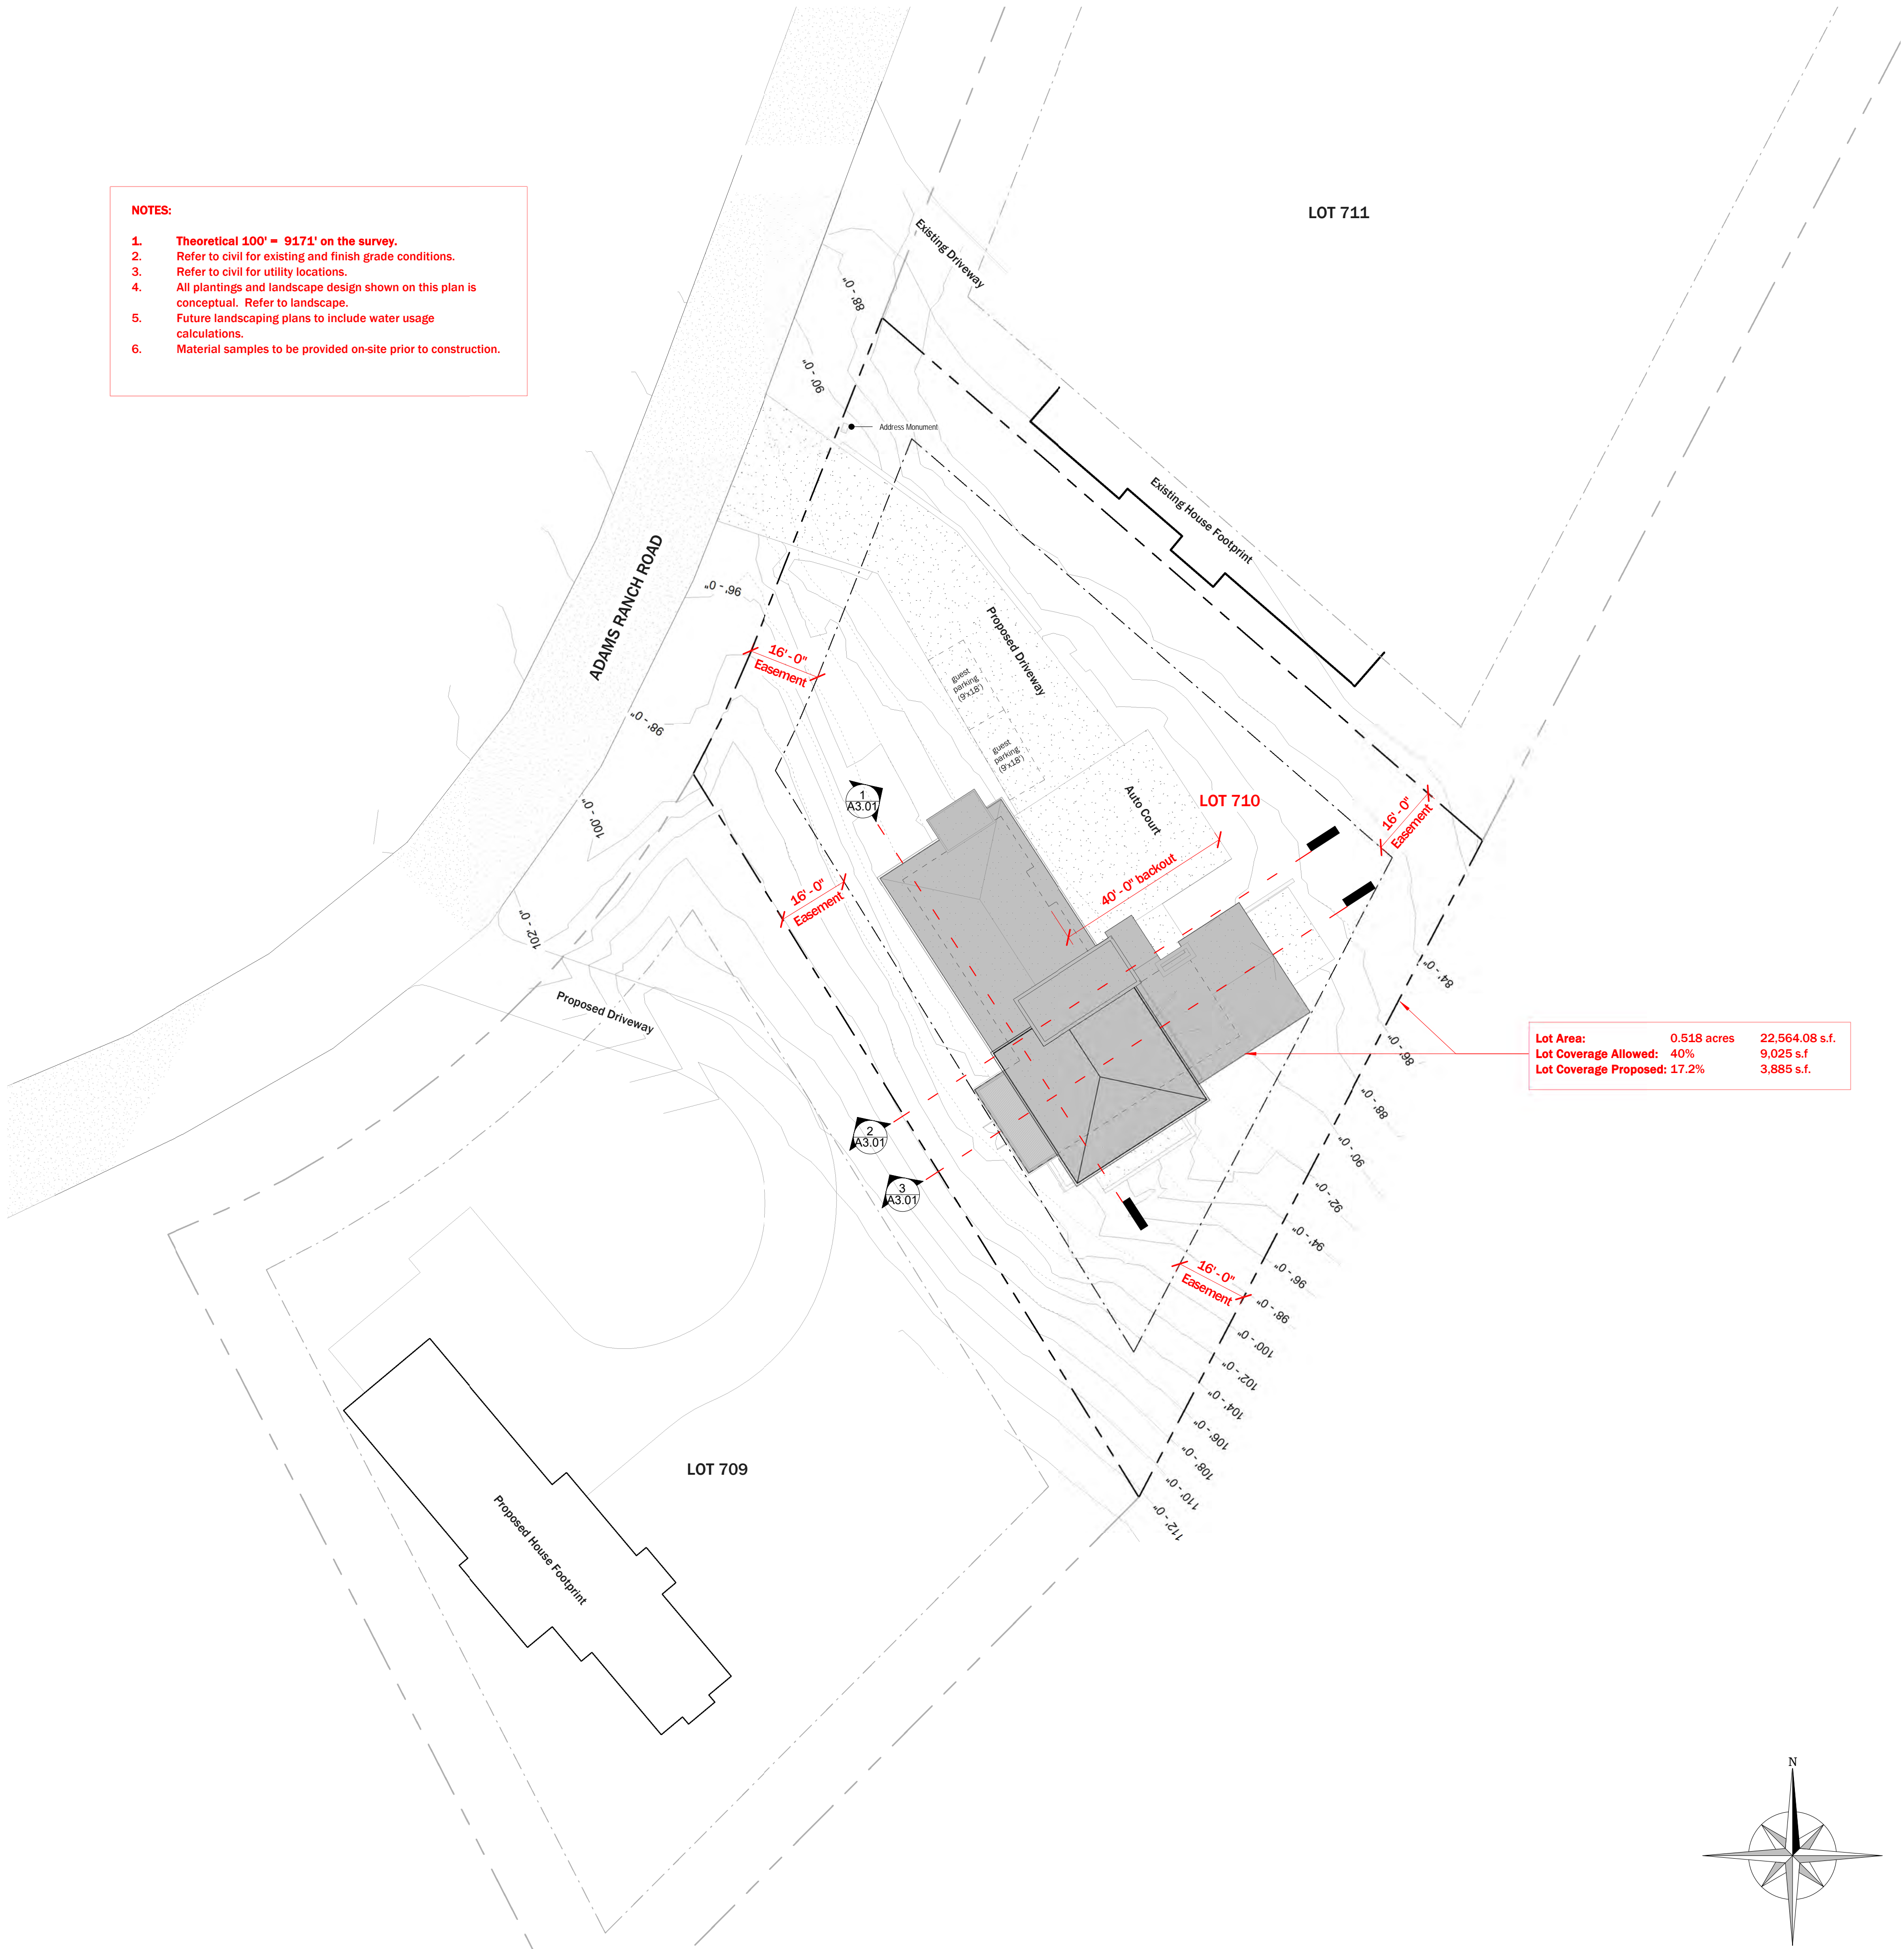 LOT 711
NOTES:
1. Theoretical 100' = 9171' on the survey.
2. Refer to civil for existing and finish grade conditions.
3. Refer to civil for utility locations.
4. All plantings and landscape design shown on this plan is
conceptual. Refer to landscape.
5. Future landscaping plans to include water usage
calculations.
6. Material samples to be provided on-site prior to construction.
Existing Driveway
88' - 0"
90' - 0"
Address Monument
Existing House Footprint
ADAMS RANCH ROAD
96' - 0"
Proposed Driveway
16'-0"
Easement
guest
parking
(9'x18')
98' - 0"
guest
parking
(9'x18')
1
A3.01
Auto Court
LOT 710
16'-0"
Easement
100' - 0"
40'-0" backout
16'-0"
Easement
102' - 0"
84' - 0"
Proposed Driveway
86' - 0"
Lot Area: 0.518 acres 22,564.08 s.f.
Lot Coverage Allowed: 40% 9,025 s.f
Lot Coverage Proposed: 17.2% 3,885 s.f.
88' - 0"
2
A3.01
90' - 0"
3
A3.01
92' - 0"
94' - 0"
16'-0"
Easement
96' - 0"
98' - 0"
100' - 0"
102' - 0"
104' - 0"
106' - 0"
108' - 0"
110' - 0"
112' - 0"
LOT 709
Proposed House Footprint
N